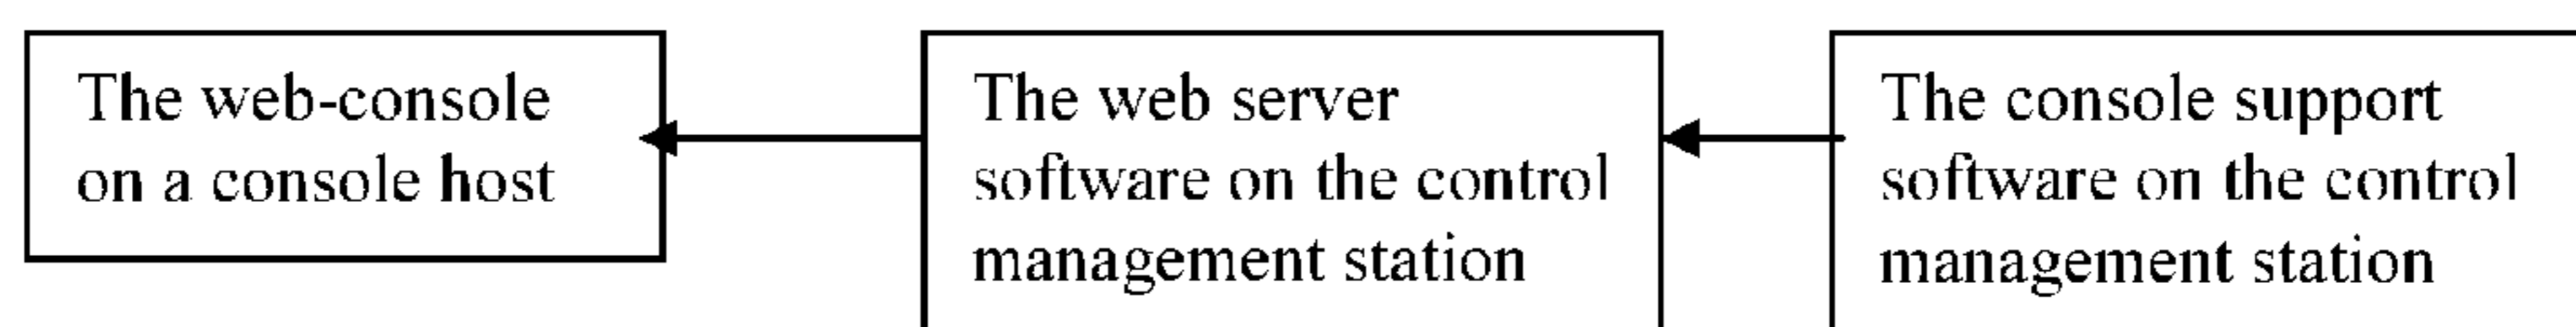 The web-console
on a console host
The web server
software on the control
management station
The console support
software on the control
management station